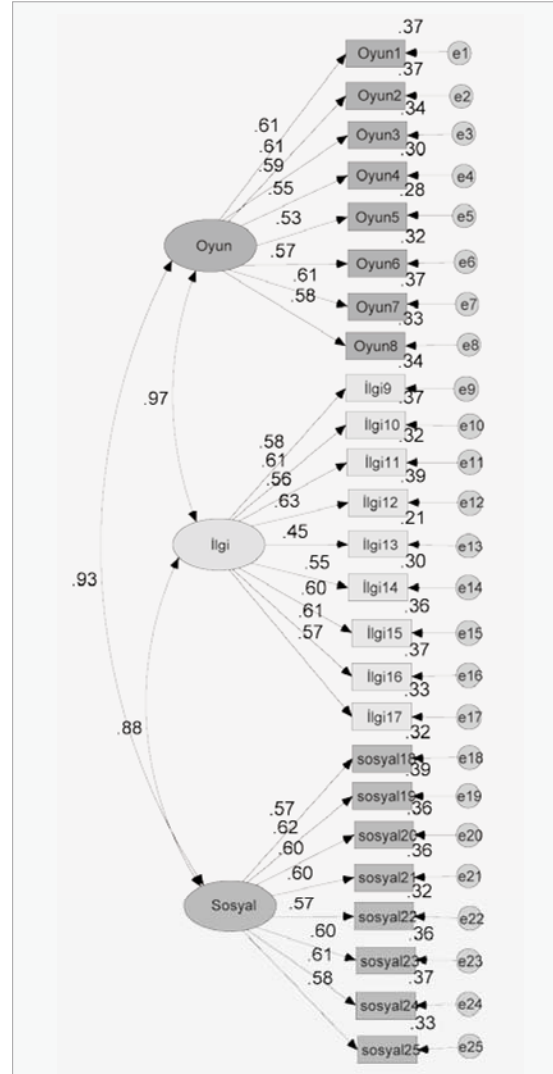 .37
Oyun1 e1
.37
Oyun2 e2
.34
.61 Oyun3 e3
.61 .30
.59 Oyun4 e4
.55 .28
.53 Oyun5 e5
Oyun .57 .32
Oyun6 e6
.61 .37
.58 Oyun7 e7
.33
Oyun8 e8
.34
İlgi9 e9
.97 .37
.58 İlgi10 e10
.61 .32
.56 İlgi11 e11
.63 .39
İlgi12 e12
.45 .21
İlgi İlgi13 e13
.55 .30
.93 .60 İlgi14 e14
.61 .36
.57 İlgi15 e15
.37
İlgi16 e16
.33
İlgi17 e17
.88 .32
sosyal18 e18
.39
.57 sosyal19 e19
.62 .36
.60 sosyal20 e20
.36
.60 sosyal21 e21
.57 .32
Sosyal sosyal22 e22
.60 .36
.61 sosyal23 e23
.58 .37
sosyal24 e24
.33
sosyal25 e25